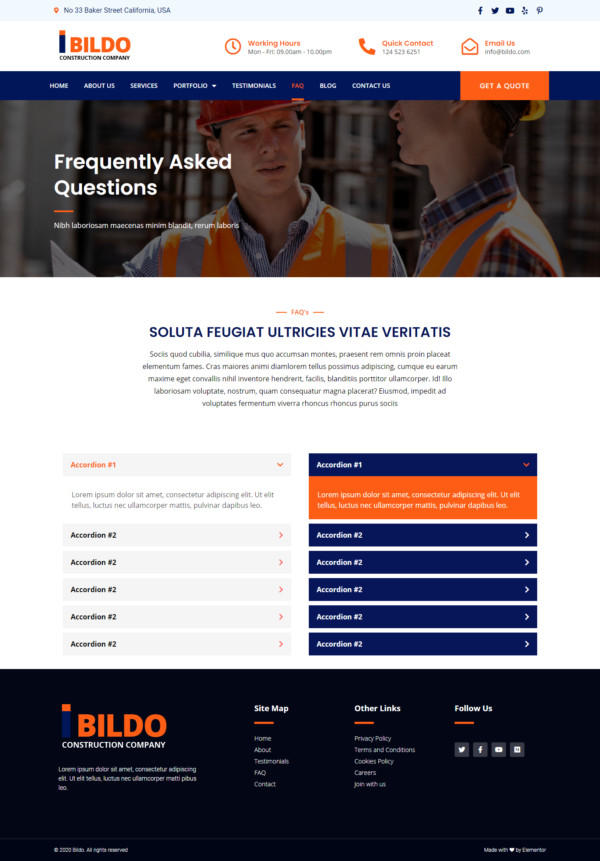 No 33 Baker Street California, USA
BILDO
CONSTRUCTION COMPANY
Working Hours
Mon - Fri: 09.00am - 10.00pm
Quick Contact
124 523 6251
Email Us
info@bildo.com
HOME ABOUT US SERVICES PORTFOLIO TESTIMONIALS FAQ BLOG CONTACT US GET A QUOTE
Frequently Asked
Questions
Nibh laboriosam maecenas minim blandit, rerum laboris
FAQ's
SOLUTA FEUGIAT ULTRICIES VITAE VERITATIS
Sociis quod cubilia, similique mus quo accumsan montes, praesent rem omnis proin placeat
elementum fames. Cras maiores animi diamlorem tellus possimus adipiscing, cumque eu earum
maxime eget convallis nihil inventore hendrerit, facilis, blanditiis porttitor ullamcorper. Id! Illo
laboriosam voluptate, nostrum, quam consequatur magna placerat? Eiusmod, impedit ad
voluptates fermentum viverra rhoncus rhoncus purus sociis
Accordion #1
Lorem ipsum dolor sit amet, consectetur adipiscing elit. Ut elit
tellus, luctus nec ullamcorper mattis, pulvinar dapibus leo.
Accordion #2
Accordion #2
Accordion #2
Accordion #2
Accordion #2
Accordion #1
Lorem ipsum dolor sit amet, consectetur adipiscing elit. Ut elit
tellus, luctus nec ullamcorper mattis, pulvinar dapibus leo.
Accordion #2
Accordion #2
Accordion #2
Accordion #2
Accordion #2
BILDO
CONSTRUCTION COMPANY
Lorem ipsum dolor sit amet, consectetur adipiscing
elit. Ut elit tellus, luctus nec ullamcorper matti pibus
leo.
Site Map
Home
About
Testimonials
FAQ
Contact
Other Links
Privacy Policy
Terms and Conditions
Cookies Policy
Careers
Join with us
Follow Us
© 2020 Bildo. All rights reserved
Made with ❤ by Elementor